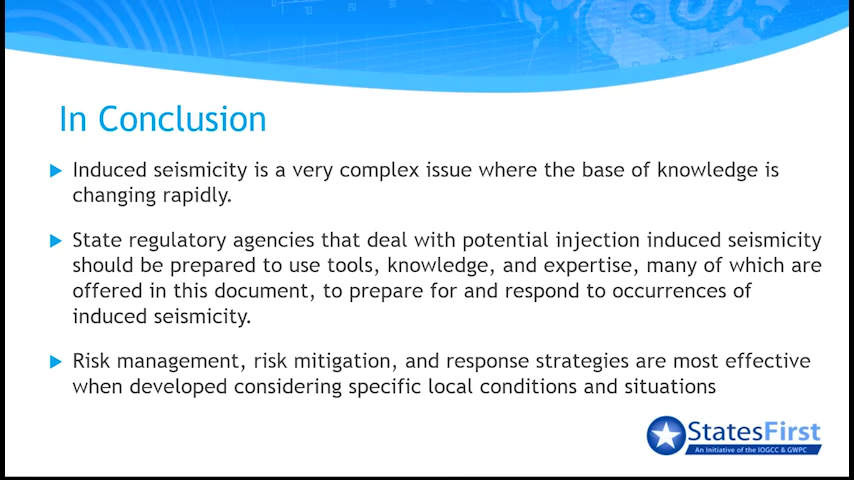 In Conclusion
Induced seismicity is a very complex issue where the base of knowledge is
changing rapidly.
State regulatory agencies that deal with potential injection induced seismicity
should be prepared to use tools, knowledge, and expertise, many of which are
offered in this document, to prepare for and respond to occurrences of
induced seismicity.
Risk management, risk mitigation, and response strategies are most effective
when developed considering specific local conditions and situations
StatesFirst
An Initiative of the IOGCC & GWPC